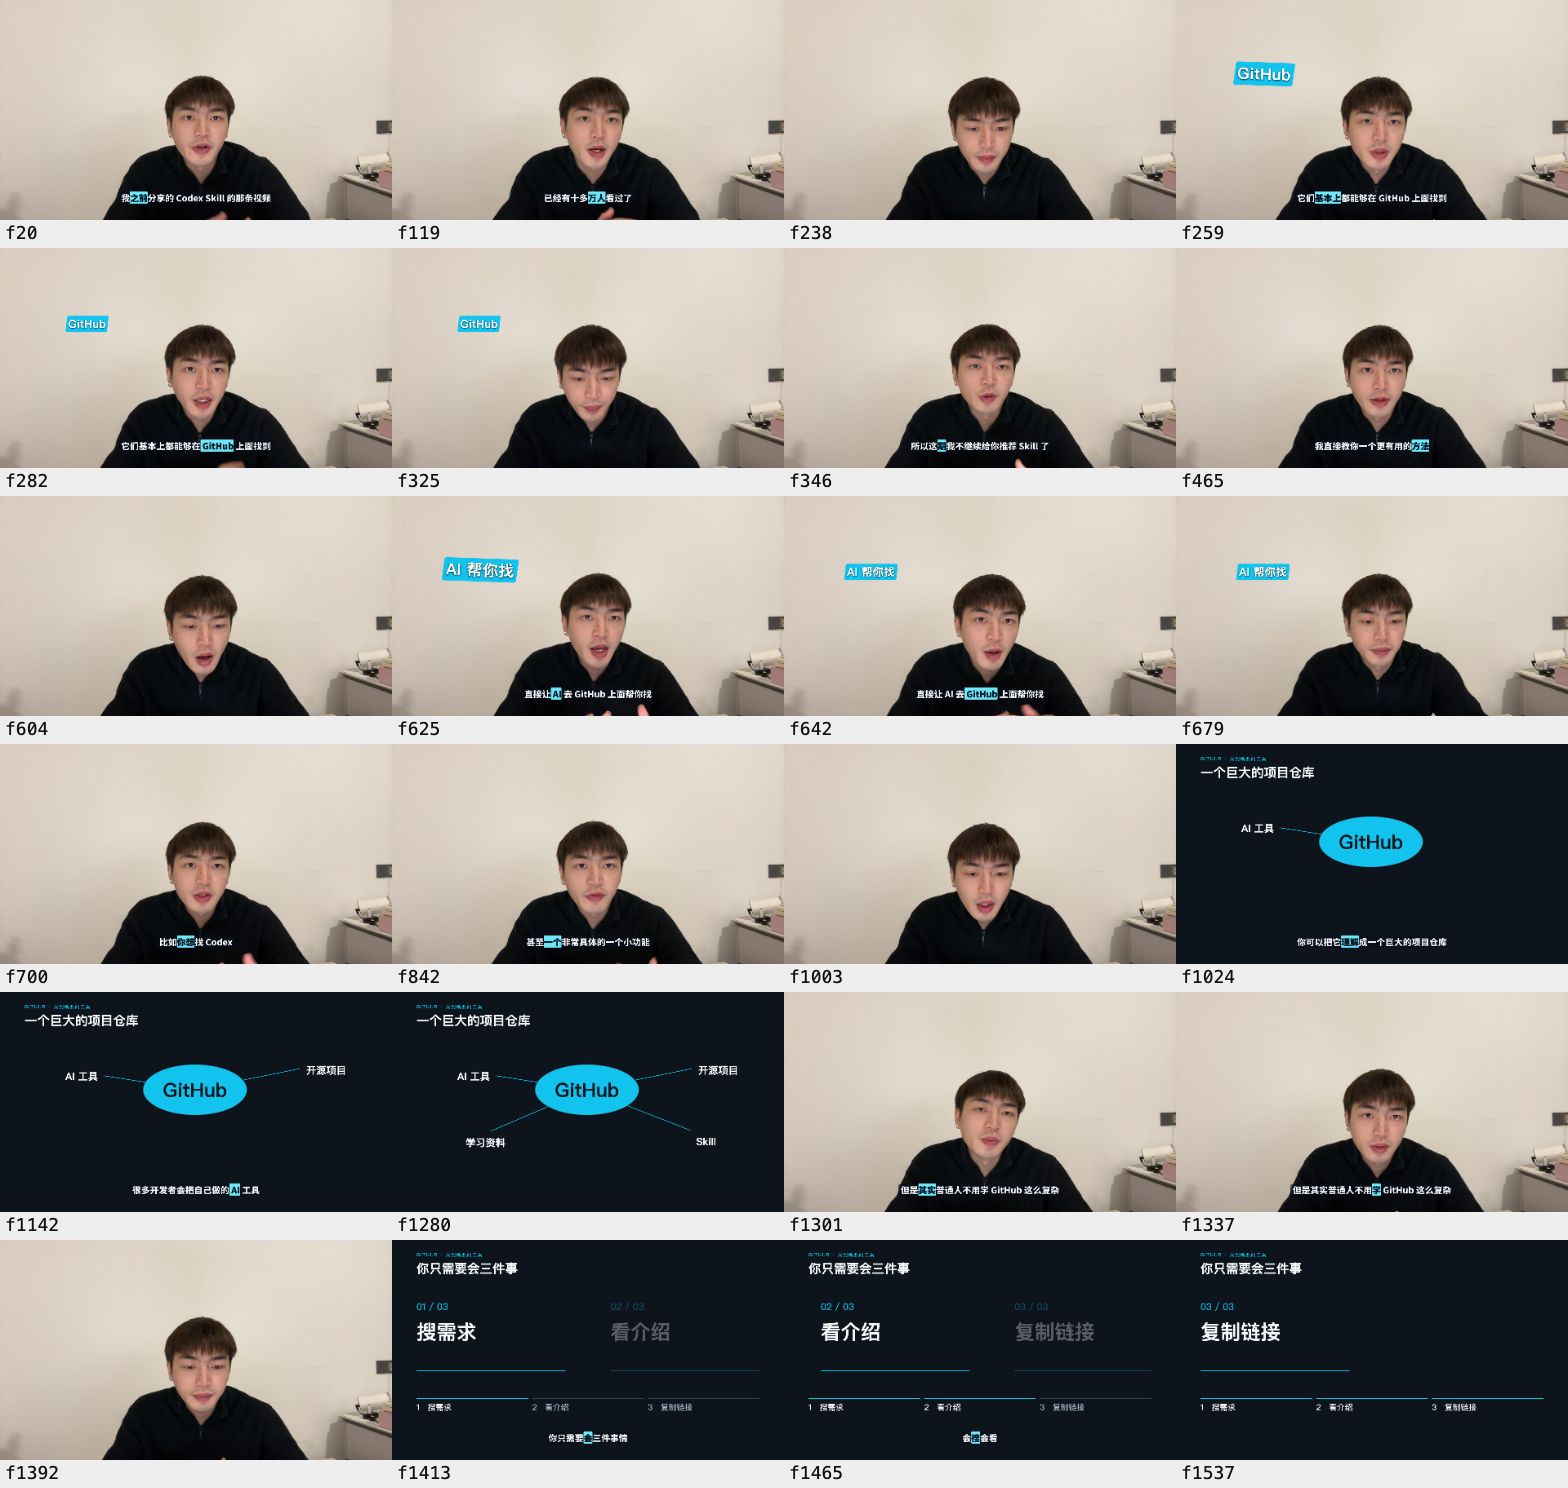 我之前分享的 Codex Skill 的那条视频
f20
已经有十多万人看过了
f119
f238
GitHub
它们基本上都能够在 GitHub 上面找到
f259
GitHub
它们基本上都能够在 GitHub 上面找到
f282
GitHub
f325
我不继续给你推荐 Skill 了
f346
我直接教你一个更有用的方法
f465
f604
AI 帮你找
直接让 AI 去 GitHub 上面帮你找
f625
AI 帮你找
直接让 AI 去 GitHub 上面帮你找
f642
AI 帮你找
f679
比如你想找 Codex
f700
甚至一个非常具体的一个小功能
f842
f1003
一个巨大的项目仓库
AI 工具
GitHub
你可以把它理解成一个巨大的项目仓库
f1024
一个巨大的项目仓库
AI 工具
GitHub
开源项目
很多开发者会把自己做的 AI 工具
f1142
一个巨大的项目仓库
AI 工具
GitHub
开源项目
学习资料
Skill
f1280
但是其实普通人不用学 GitHub 这么复杂
f1301
但是其实普通人不用学 GitHub 这么复杂
f1337
f1392
你只需要会三件事
01 / 03
02 / 03
搜需求
看介绍
1 搜需求
2 看介绍
3 复制链接
你只需要会三件事情
f1413
你只需要会三件事
02 / 03
03 / 03
看介绍
复制链接
1 搜需求
2 看介绍
3 复制链接
会看
f1465
你只需要会三件事
03 / 03
复制链接
1 搜需求
2 看介绍
3 复制链接
f1537